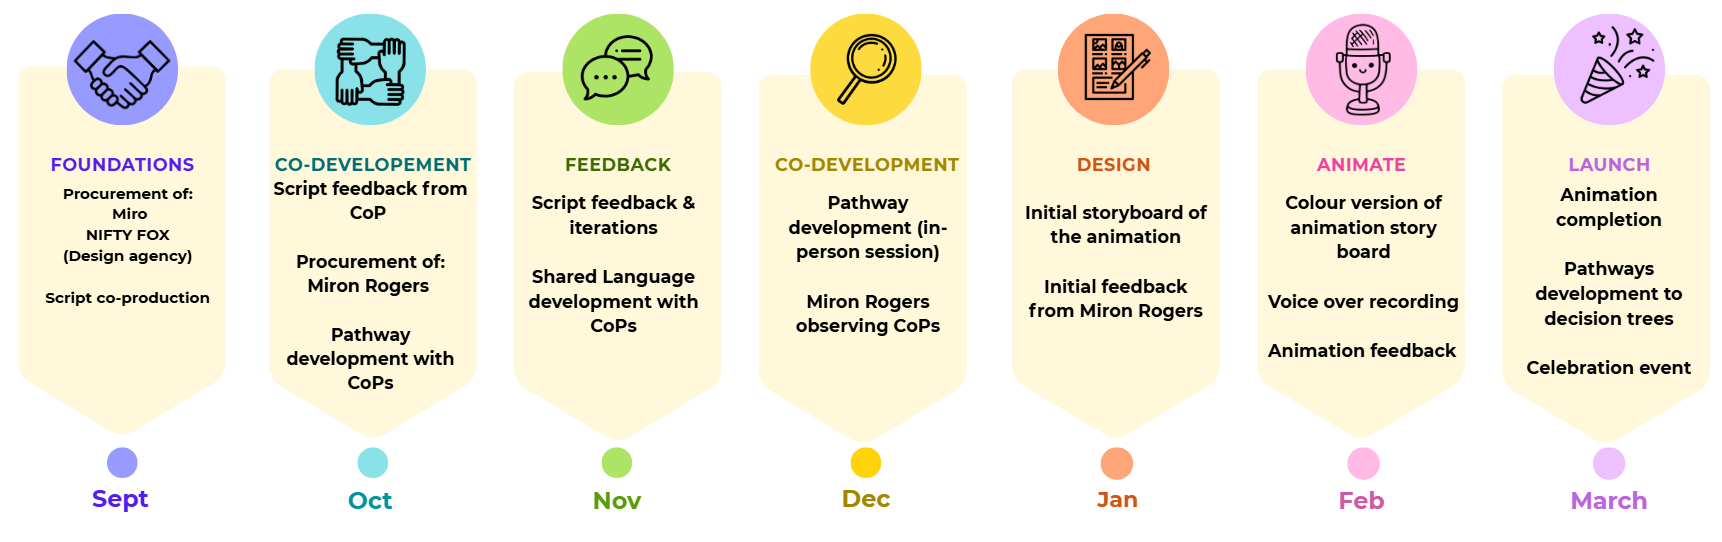 FOUNDATIONS
Procurement of:
Miro
NIFTY FOX
(Design agency)
Script co-production
Sept
CO-DEVELOPEMENT
Script feedback from
CoP
Procurement of:
Miron Rogers
Pathway
development with
CoPs
Oct
FEEDBACK
Script feedback &
iterations
Shared Language
development with
CoPs
Nov
CO-DEVELOPMENT
Pathway
development (in-
person session)
Miron Rogers
observing CoPs
Dec
DESIGN
Initial storyboard of
the animation
Initial feedback
from Miron Rogers
Jan
ANIMATE
Colour version of
animation story
board
Voice over recording
Animation feedback
Feb
LAUNCH
Animation
completion
Pathways
development to
decision trees
Celebration event
March